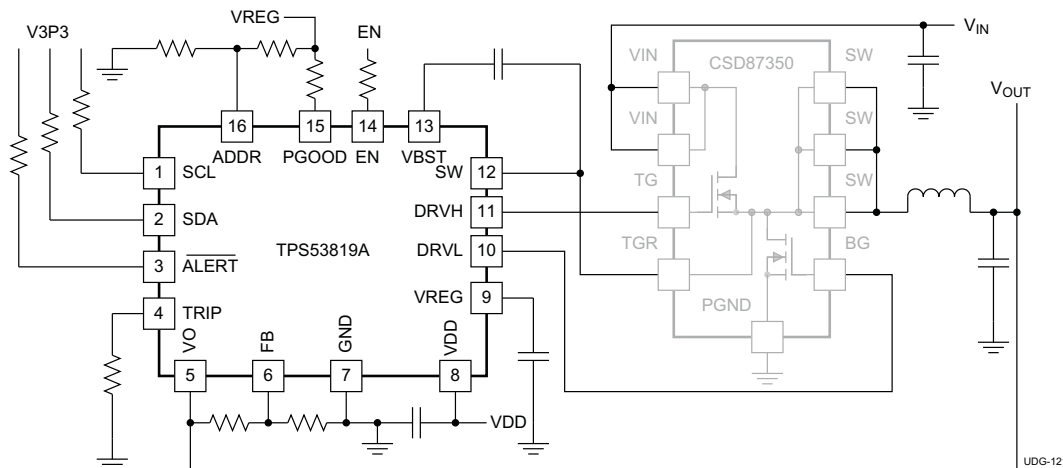 VREG
V3P3
EN
VIN
CSD87350
SW
V_IN
V_OUT
16
15
14
13
ADDR
PGOOD
EN
VBST
VIN
SW
1
SCL
SW
12
TG
SW
2
SDA
DRVH
11
TPS53819A
DRVL
10
TGR
BG
3
ALERT
4
TRIP
VREG
9
PGND
VO
FB
GND
VDD
5
6
7
8
VDD
UDG-12